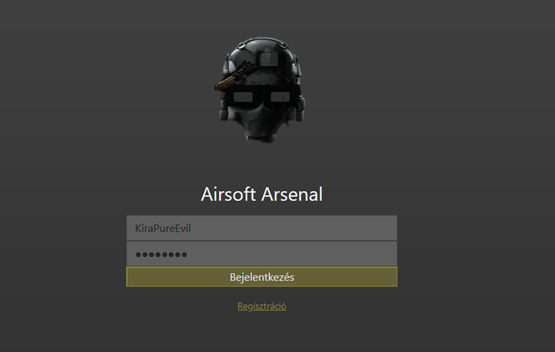 Airsoft Arsenal
KiraPureEvil
●●●●●●●●
Bejelentkezés
Regisztráció